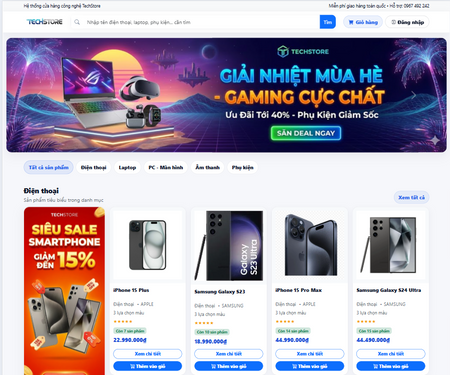 Hệ thống cửa hàng công nghệ TechStore
Miễn phí giao hàng toàn quốc • Hỗ trợ: 0967 492 242
TECHSTORE
Nhập tên điện thoại, laptop, phụ kiện,... cần tìm
Tìm
Giỏ hàng
Đăng nhập
TECHSTORE
GIẢI NHIỆT MÙA HÈ
- GAMING CỰC CHẤT
Ưu Đãi Tới 40% - Phụ Kiện Giảm Sốc
SĂN DEAL NGAY
Tất cả sản phẩm
Điện thoại
Laptop
PC - Màn hình
Âm thanh
Phụ kiện
Điện thoại
Sản phẩm tiêu biểu trong danh mục
Xem tất cả
TECHSTORE
SIÊU SALE
SMARTPHONE
GIẢM ĐẾN 15%
Galaxy S23 Ultra
iPhone 15 Plus
Điện thoại • APPLE
3 lựa chọn màu
★★★★★
Còn 7 sản phẩm
22.990.000₫
Xem chi tiết
Thêm vào giỏ
Samsung Galaxy S23
Điện thoại • SAMSUNG
3 lựa chọn màu
★★★★★
Còn 10 sản phẩm
18.990.000₫
Xem chi tiết
Thêm vào giỏ
iPhone 15 Pro Max
Điện thoại • APPLE
3 lựa chọn màu
★★★★★
Còn 14 sản phẩm
44.990.000₫
Xem chi tiết
Thêm vào giỏ
Samsung Galaxy S24 Ultra
Điện thoại • SAMSUNG
3 lựa chọn màu
★★★★★
Còn 13 sản phẩm
44.490.000₫
Xem chi tiết
Thêm vào giỏ